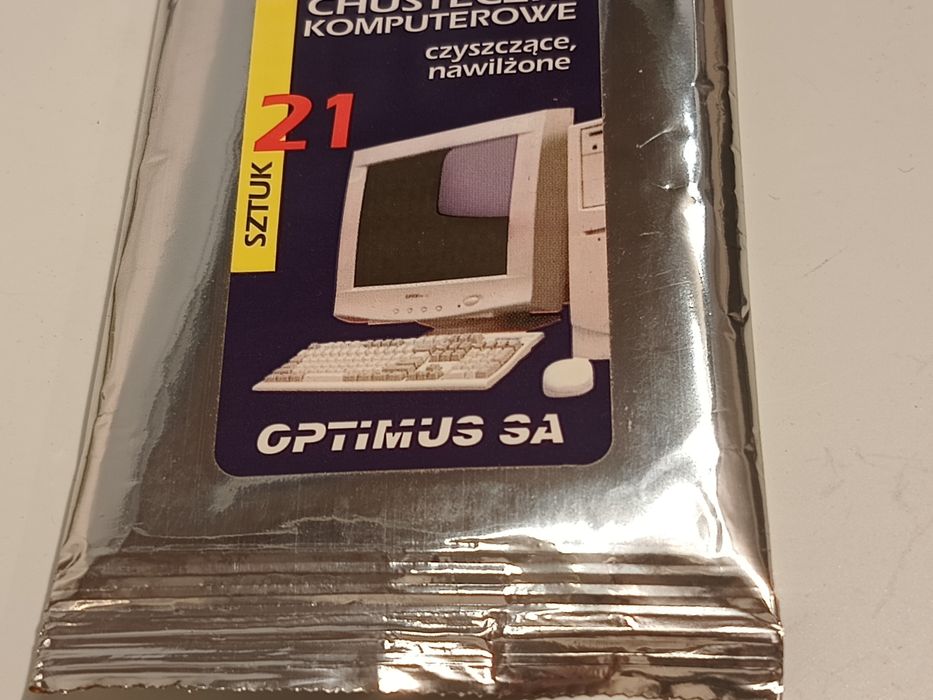 KOMPUTEROWE
czyszczące,
nawilżone
21
SZTUK
OPTIMUS SA